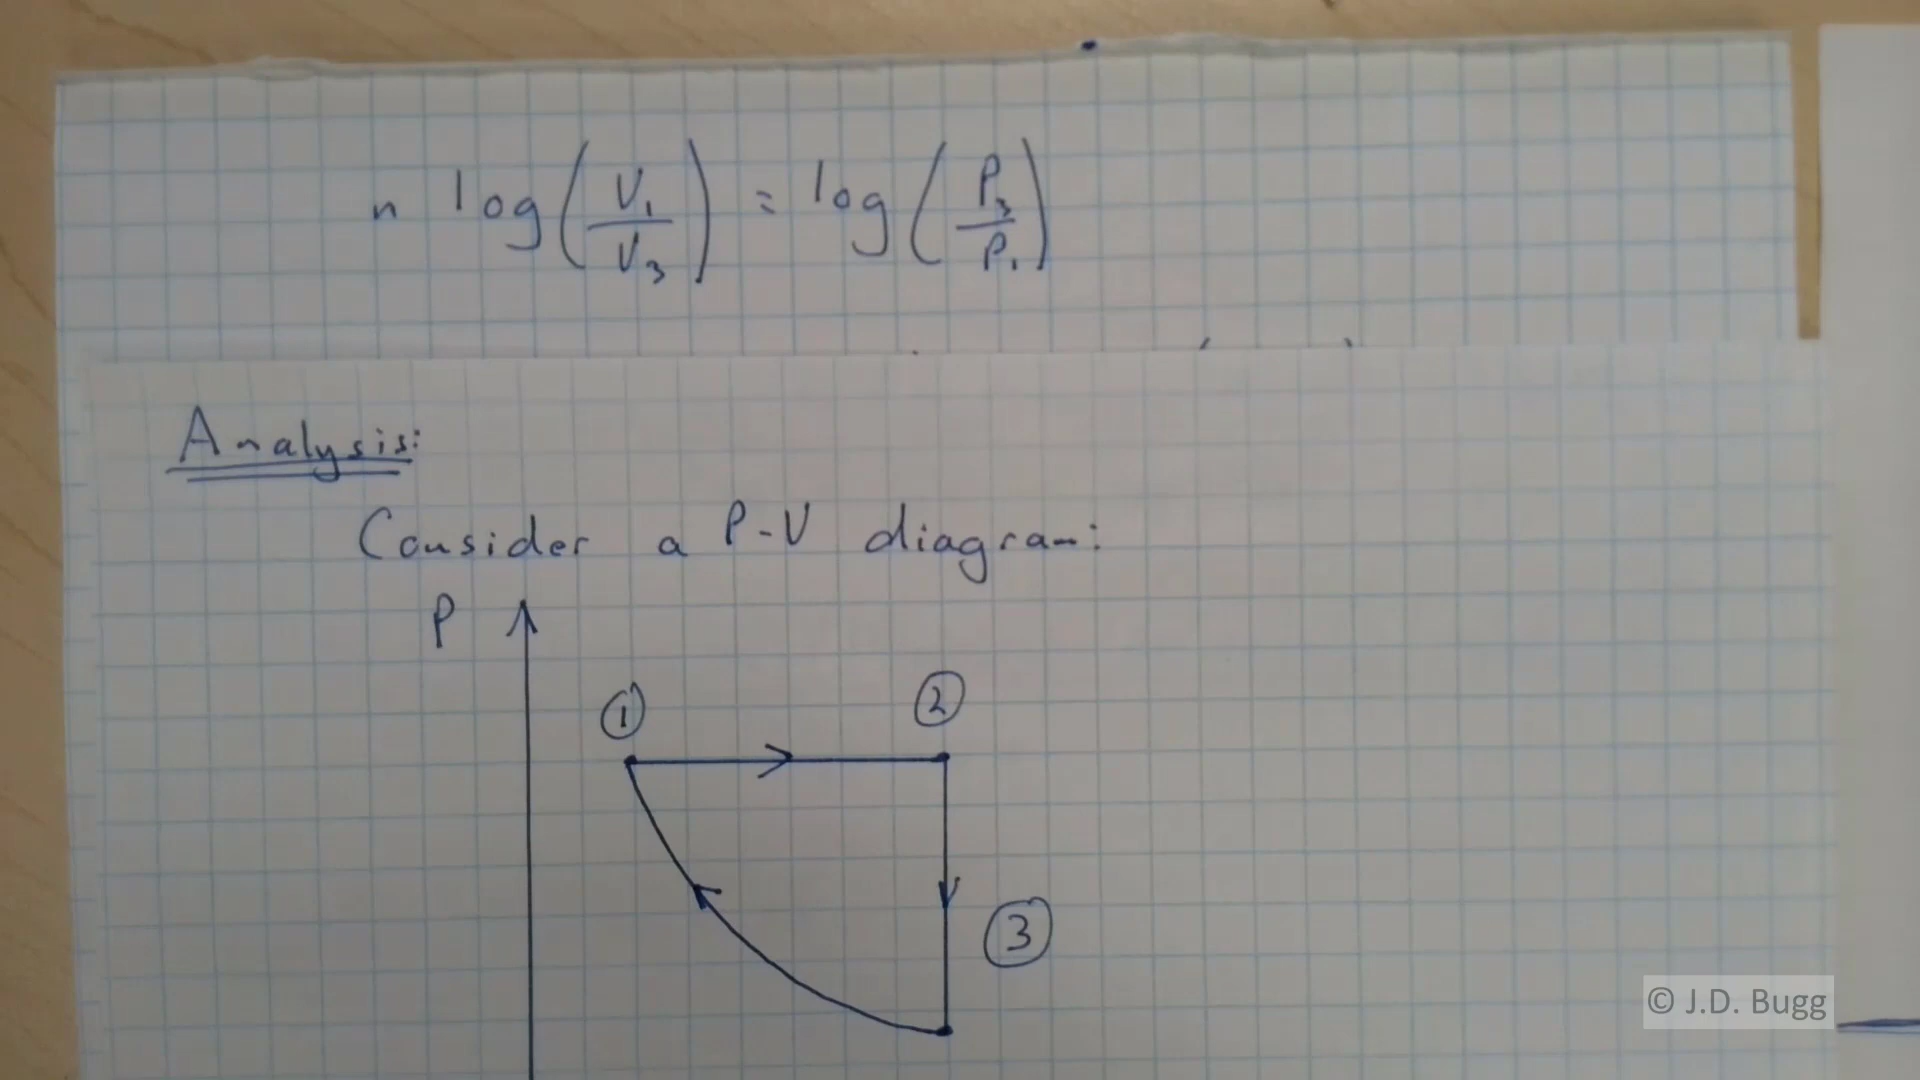 n log(V₁/V₃) = log(P₃/P₁)
Analysis:
Consider a P-V diagram:
P
① ②
③
© J.D. Bugg